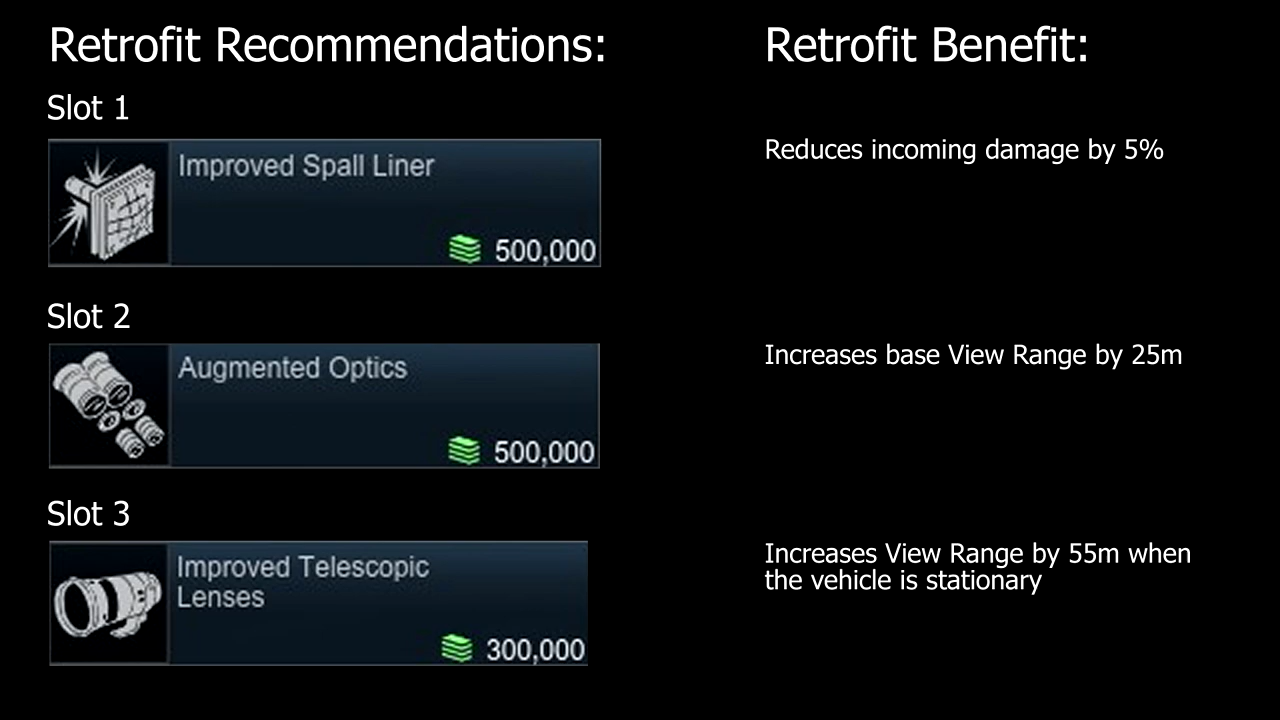 Retrofit Recommendations:
Retrofit Benefit:
Slot 1
Improved Spall Liner
500,000
Reduces incoming damage by 5%
Slot 2
Augmented Optics
500,000
Increases base View Range by 25m
Slot 3
Improved Telescopic
Lenses
300,000
Increases View Range by 55m when
the vehicle is stationary